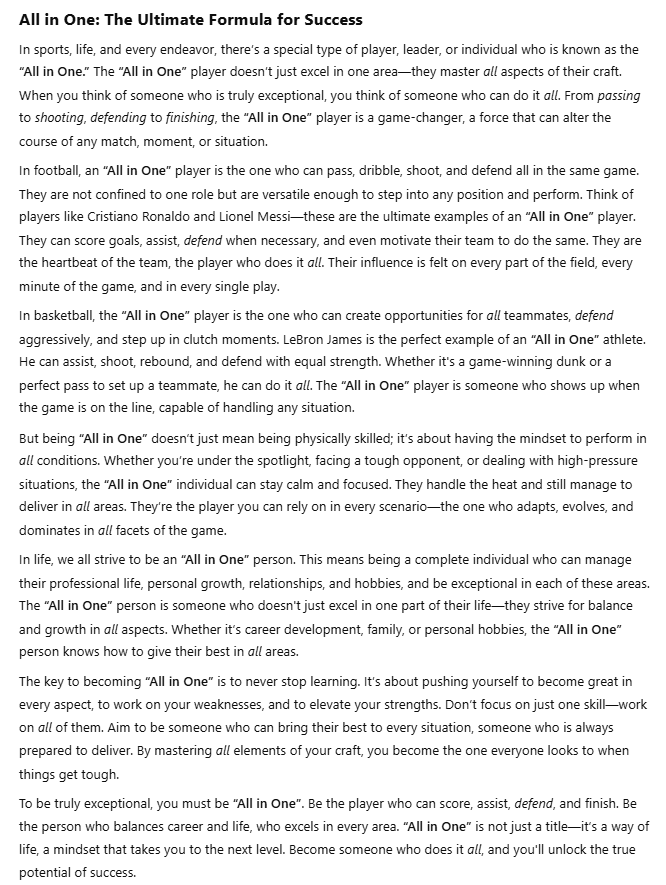 All in One: The Ultimate Formula for Success
In sports, life, and every endeavor, there's a special type of player, leader, or individual who is known as the
“All in One.” The “All in One” player doesn't just excel in one area—they master all aspects of their craft.
When you think of someone who is truly exceptional, you think of someone who can do it all. From passing
to shooting, defending to finishing, the “All in One” player is a game-changer, a force that can alter the
course of any match, moment, or situation.
In football, an “All in One” player is the one who can pass, dribble, shoot, and defend all in the same game.
They are not confined to one role but are versatile enough to step into any position and perform. Think of
players like Cristiano Ronaldo and Lionel Messi—these are the ultimate examples of an “All in One” player.
They can score goals, assist, defend when necessary, and even motivate their team to do the same. They are
the heartbeat of the team, the player who does it all. Their influence is felt on every part of the field, every
minute of the game, and in every single play.
In basketball, the “All in One” player is the one who can create opportunities for all teammates, defend
aggressively, and step up in clutch moments. LeBron James is the perfect example of an “All in One” athlete.
He can assist, shoot, rebound, and defend with equal strength. Whether it's a game-winning dunk or a
perfect pass to set up a teammate, he can do it all. The “All in One” player is someone who shows up when
the game is on the line, capable of handling any situation.
But being “All in One” doesn't just mean being physically skilled; it's about having the mindset to perform in
all conditions. Whether you're under the spotlight, facing a tough opponent, or dealing with high-pressure
situations, the “All in One” individual can stay calm and focused. They handle the heat and still manage to
deliver in all areas. They're the player you can rely on in every scenario—the one who adapts, evolves, and
dominates in all facets of the game.
In life, we all strive to be an “All in One” person. This means being a complete individual who can manage
their professional life, personal growth, relationships, and hobbies, and be exceptional in each of these areas.
The “All in One” person is someone who doesn't just excel in one part of their life—they strive for balance
and growth in all aspects. Whether it's career development, family, or personal hobbies, the “All in One”
person knows how to give their best in all areas.
The key to becoming “All in One” is to never stop learning. It's about pushing yourself to become great in
every aspect, to work on your weaknesses, and to elevate your strengths. Don't focus on just one skill—work
on all of them. Aim to be someone who can bring their best to every situation, someone who is always
prepared to deliver. By mastering all elements of your craft, you become the one everyone looks to when
things get tough.
To be truly exceptional, you must be “All in One”. Be the player who can score, assist, defend, and finish. Be
the person who balances career and life, who excels in every area. “All in One” is not just a title—it's a way of
life, a mindset that takes you to the next level. Become someone who does it all, and you'll unlock the true
potential of success.